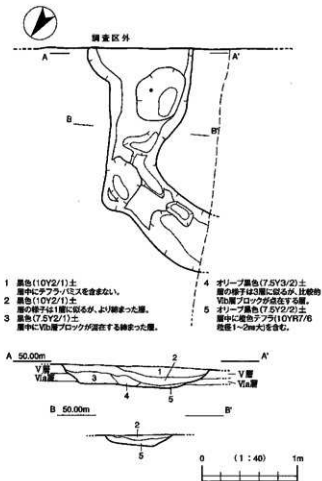 調査区外
A A'
B B'
1 黒色(10Y2/1)土
層中にテフラ・パミスを含まない。
2 黒色(10Y2/1)土
層の様子は1層に似るが、より締まった層。
3 黒色(7.5Y2/1)土
層中にⅥb層ブロックが混在する締まった層。
4 オリーブ黒色(7.5Y3/2)土
層の様子は3層に似るが、比較的
Ⅵb層ブロックが点在する層。
5 オリーブ黒色(7.5Y2/2)土
層中に橙色テフラ(10YR7/6
粒径1~2㎜大)を含む。
A 50.00m 2 A'
Ⅴ層 1 Ⅴ層
Ⅵa層 3 Ⅵa層
4 5
B 50.00m B'
2
5
0 (1:40) 1m